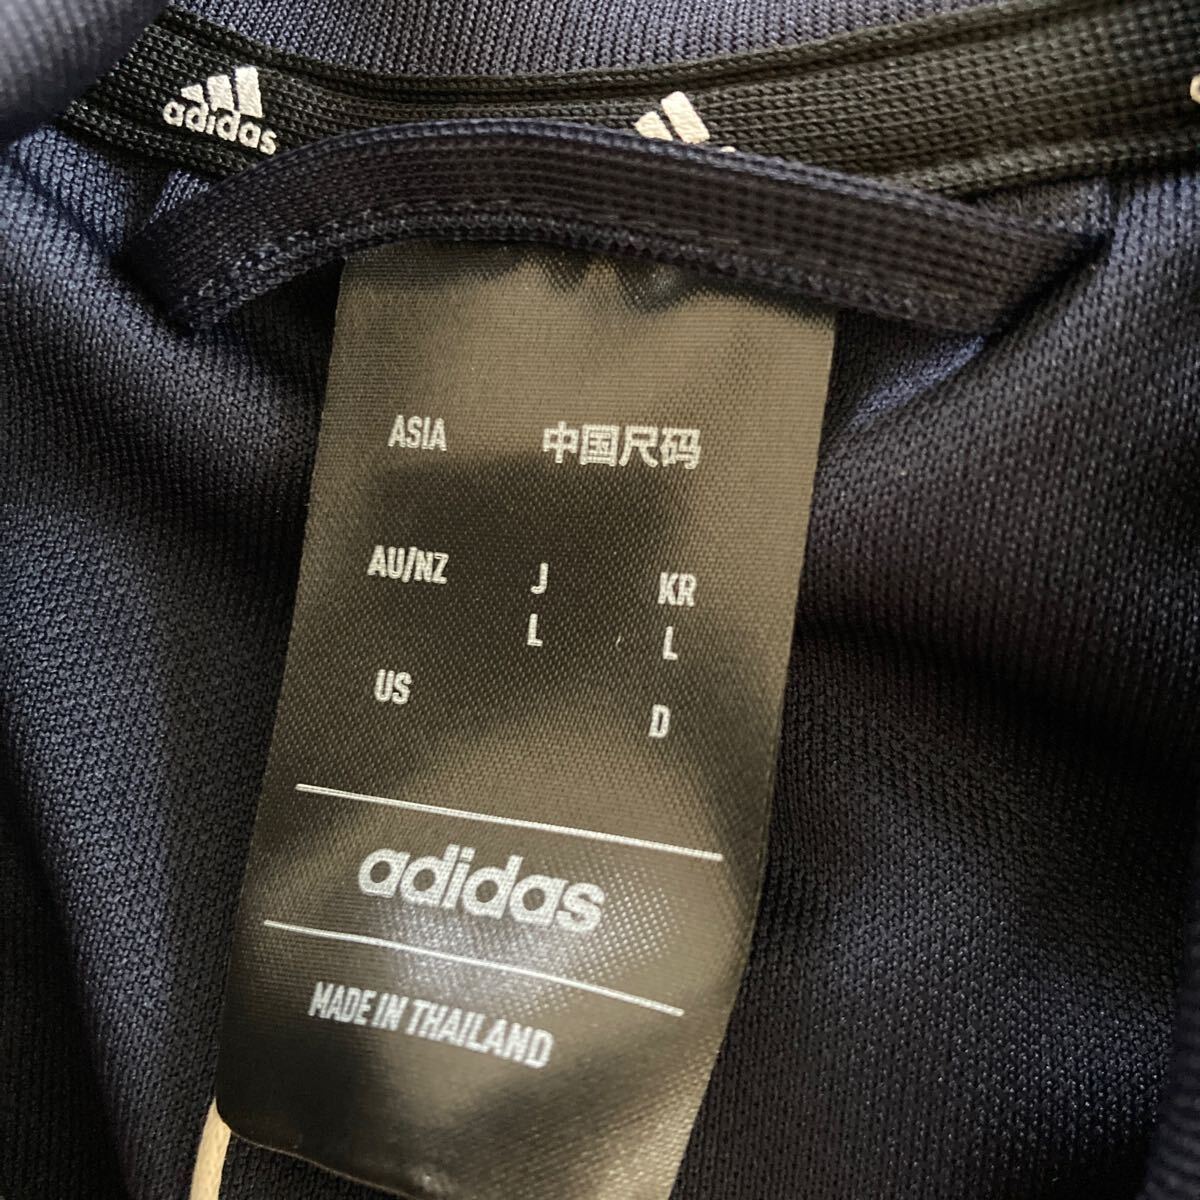 adidas
ASIA 中国尺码
AU/NZ J KR
L L
US D
adidas
MADE IN THAILAND